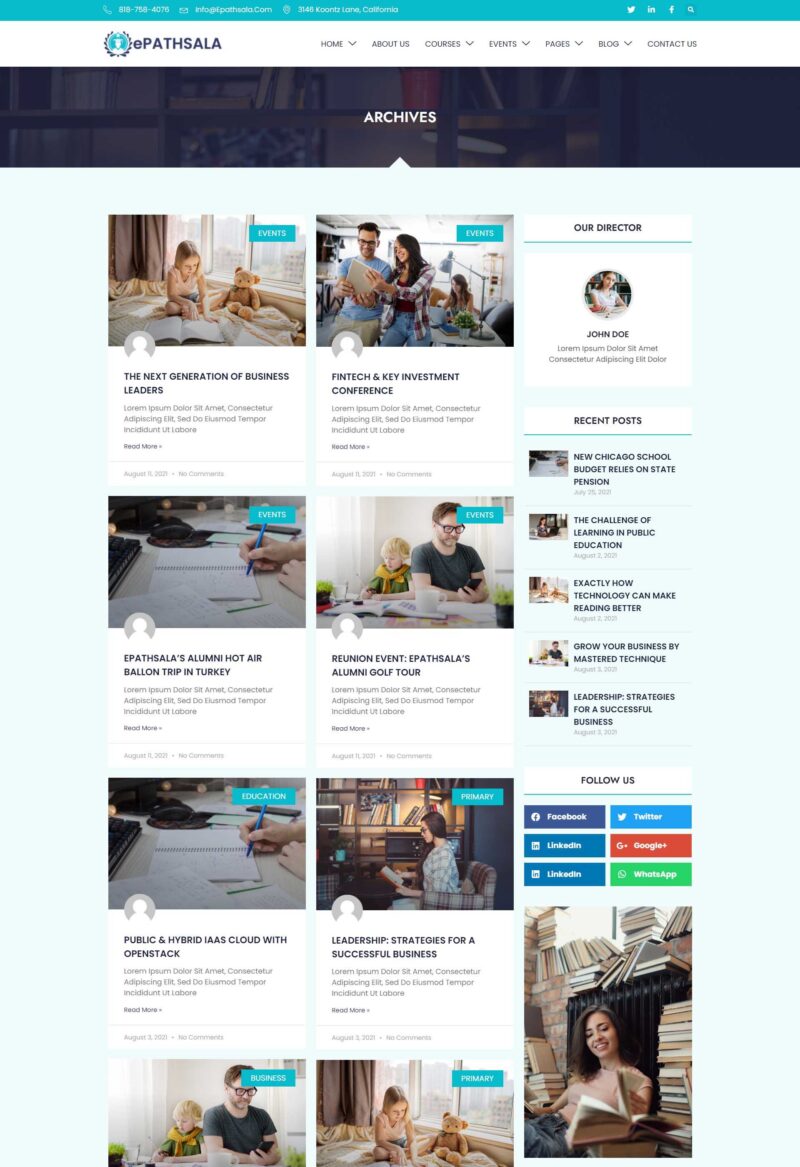 818-758-4076 Info@Epathsala.Com 3146 Koontz Lane, California
ePATHSALA
HOME ABOUT US COURSES EVENTS PAGES BLOG CONTACT US
ARCHIVES
EVENTS
THE NEXT GENERATION OF BUSINESS
LEADERS
Lorem Ipsum Dolor Sit Amet, Consectetur
Adipiscing Elit, Sed Do Eiusmod Tempor
Incididunt Ut Labore
Read More »
August 11, 2021 • No Comments
EVENTS
FINTECH & KEY INVESTMENT
CONFERENCE
Lorem Ipsum Dolor Sit Amet, Consectetur
Adipiscing Elit, Sed Do Eiusmod Tempor
Incididunt Ut Labore
Read More »
August 11, 2021 • No Comments
EVENTS
EPATHSALA’S ALUMNI HOT AIR
BALLON TRIP IN TURKEY
Lorem Ipsum Dolor Sit Amet, Consectetur
Adipiscing Elit, Sed Do Eiusmod Tempor
Incididunt Ut Labore
Read More »
August 11, 2021 • No Comments
EVENTS
REUNION EVENT: EPATHSALA’S
ALUMNI GOLF TOUR
Lorem Ipsum Dolor Sit Amet, Consectetur
Adipiscing Elit, Sed Do Eiusmod Tempor
Incididunt Ut Labore
Read More »
August 11, 2021 • No Comments
EDUCATION
PUBLIC & HYBRID IAAS CLOUD WITH
OPENSTACK
Lorem Ipsum Dolor Sit Amet, Consectetur
Adipiscing Elit, Sed Do Eiusmod Tempor
Incididunt Ut Labore
Read More »
August 3, 2021 • No Comments
PRIMARY
LEADERSHIP: STRATEGIES FOR A
SUCCESSFUL BUSINESS
Lorem Ipsum Dolor Sit Amet, Consectetur
Adipiscing Elit, Sed Do Eiusmod Tempor
Incididunt Ut Labore
Read More »
August 3, 2021 • No Comments
BUSINESS
PRIMARY
OUR DIRECTOR
JOHN DOE
Lorem Ipsum Dolor Sit Amet
Consectetur Adipiscing Elit Dolor
RECENT POSTS
NEW CHICAGO SCHOOL
BUDGET RELIES ON STATE
PENSION
July 25, 2021
THE CHALLENGE OF
LEARNING IN PUBLIC
EDUCATION
August 2, 2021
EXACTLY HOW
TECHNOLOGY CAN MAKE
READING BETTER
August 2, 2021
GROW YOUR BUSINESS BY
MASTERED TECHNIQUE
August 3, 2021
LEADERSHIP: STRATEGIES
FOR A SUCCESSFUL
BUSINESS
August 3, 2021
FOLLOW US
Facebook Twitter
LinkedIn Google+
LinkedIn WhatsApp